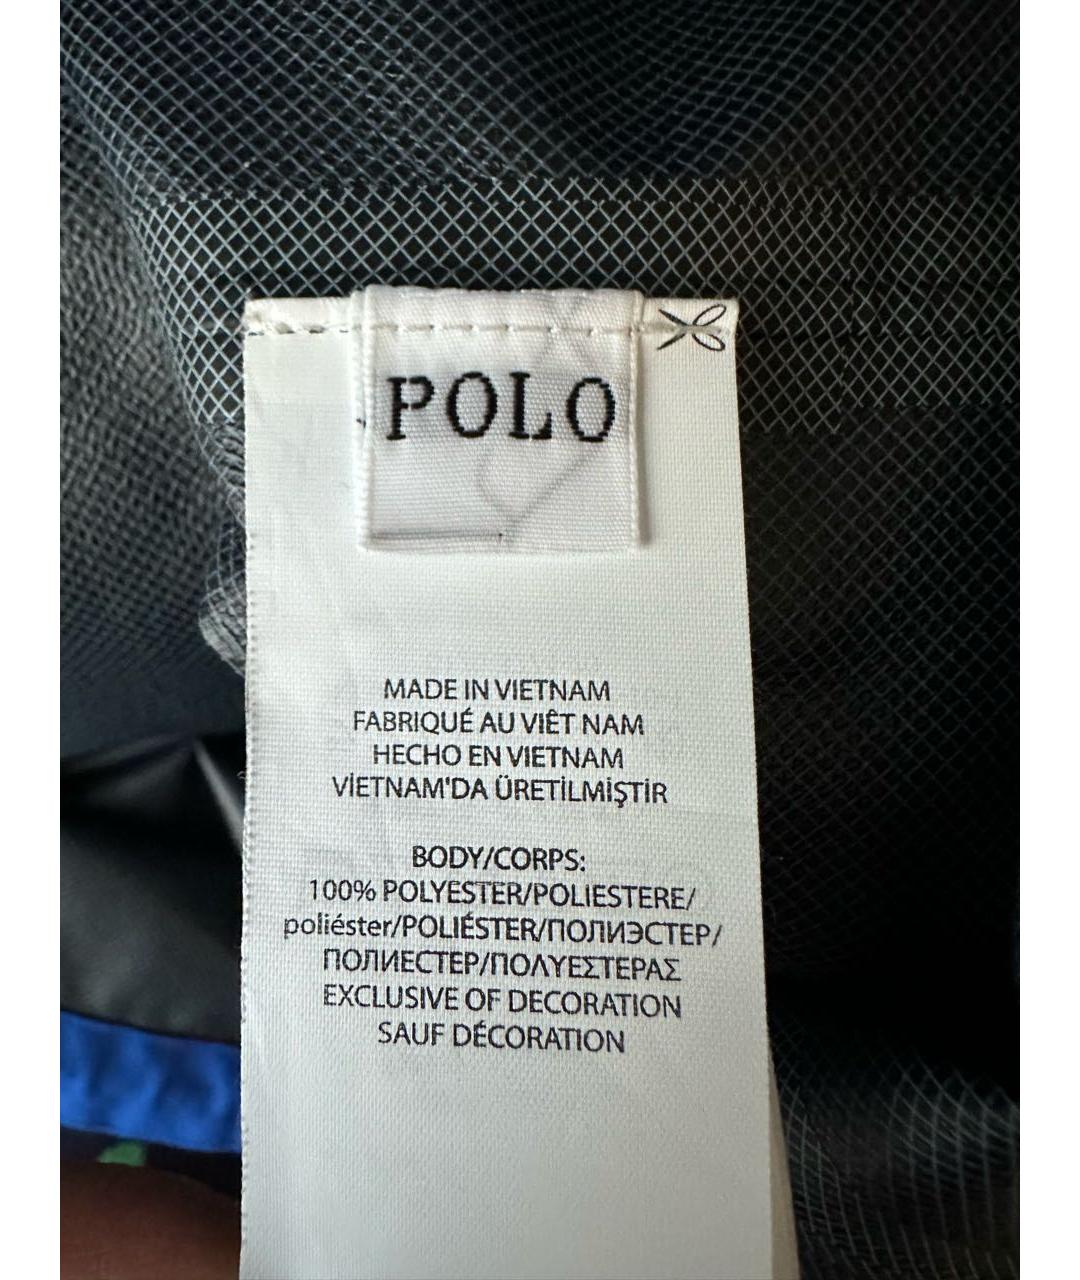 POLO
MADE IN VIETNAM
FABRIQUÉ AU VIÊT NAM
HECHO EN VIETNAM
VİETNAM'DA ÜRETİLMİŞTİR
BODY/CORPS:
100% POLYESTER/POLIESTERE/
poliéster/POLIÉSTER/ПОЛИЭСТЕР/
ПОЛИЕСТЕР/ΠΟΛΥΕΣΤΕΡΑΣ
EXCLUSIVE OF DECORATION
SAUF DÉCORATION